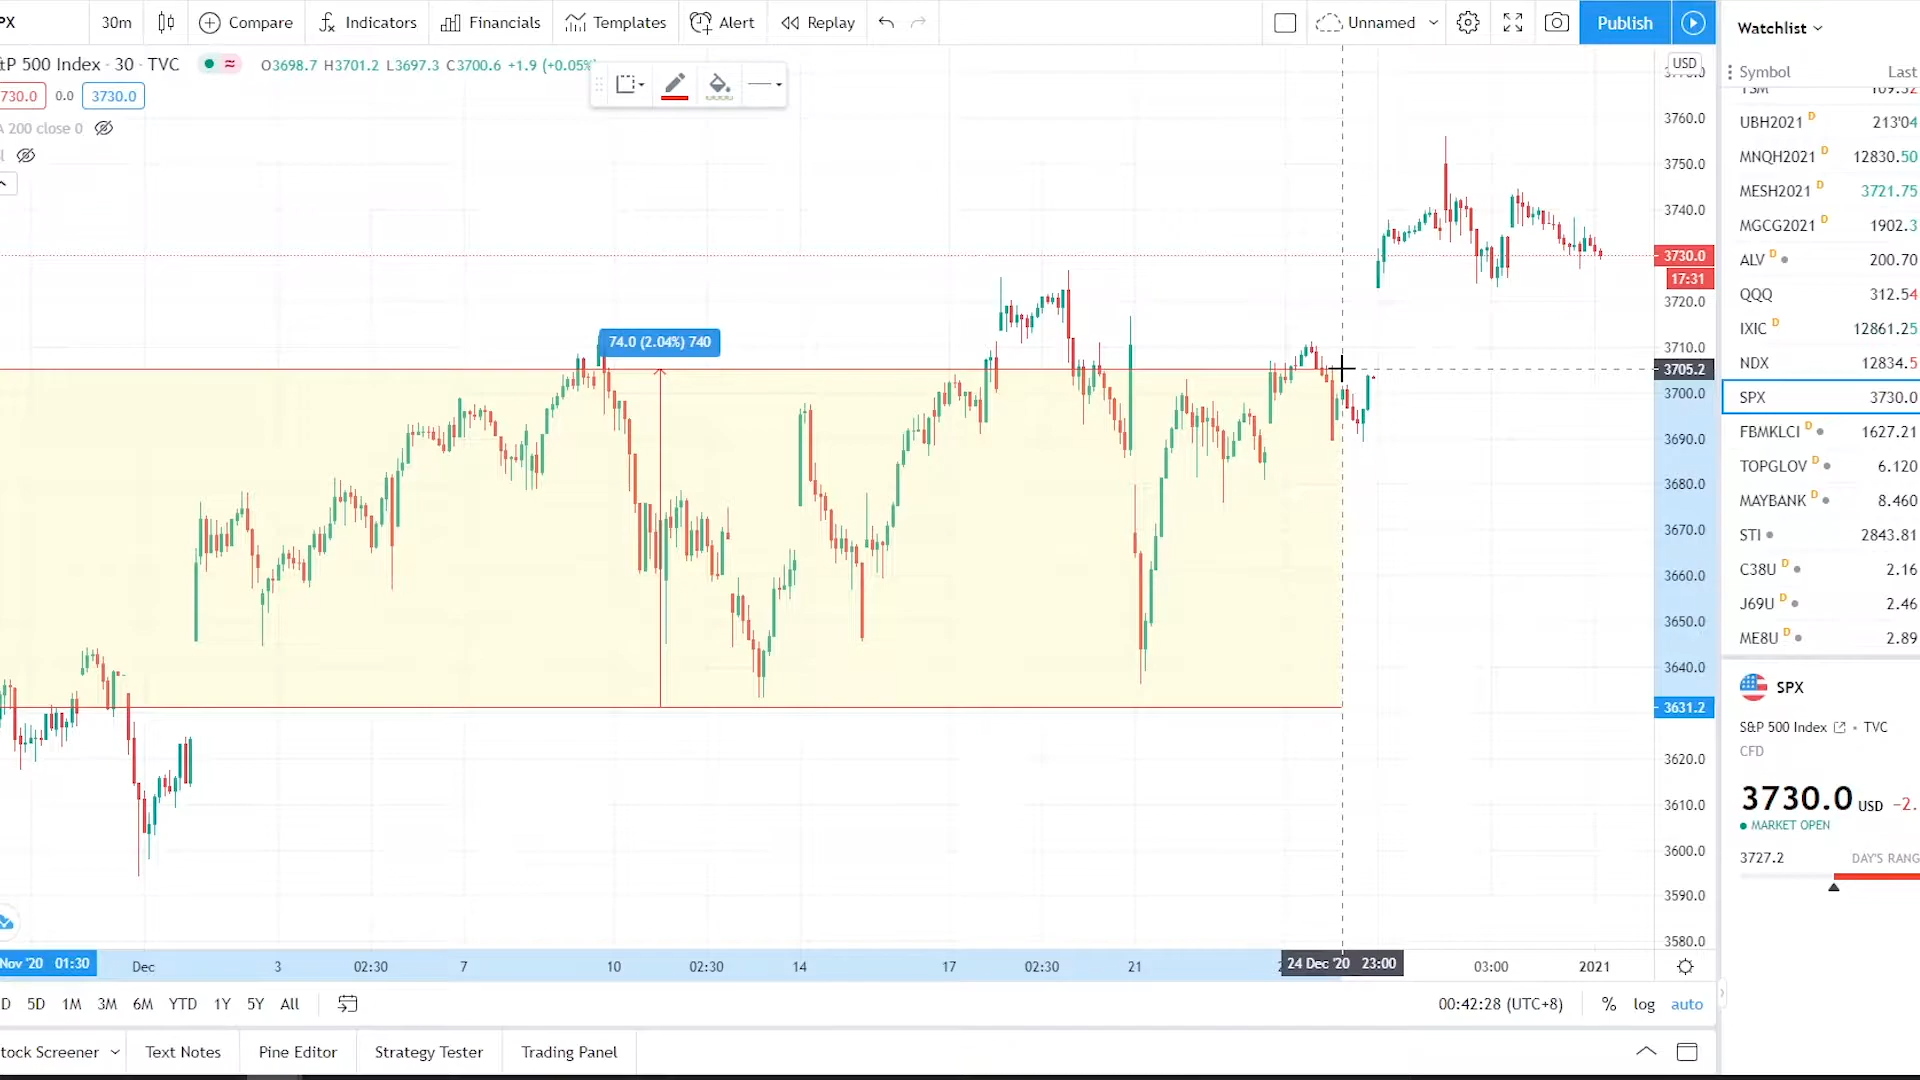 PX 30m Compare Indicators Financials Templates Alert Replay Unnamed Publish
Watchlist
&P 500 Index · 30 · TVC O3698.7 H3701.2 L3697.3 C3700.6 +1.9 (+0.05%
USD
730.0 0.0 3730.0
A 200 close 0
Symbol Last
TSM 109.32
UBH2021 D 213'04
MNQH2021 D 12830.50
MESH2021 D 3721.75
MGCG2021 D 1902.3
ALV D 200.70
QQQ 312.54
IXIC D 12861.25
NDX 12834.5
SPX 3730.0
FBMKLCI D 1627.21
TOPGLOV D 6.120
MAYBANK D 8.460
STI 2843.81
C38U D 2.16
J69U D 2.46
ME8U D 2.89
SPX
S&P 500 Index · TVC
CFD
3730.0 USD −2.
MARKET OPEN
3727.2 DAY'S RANG
74.0 (2.04%) 740
3770.0
3760.0
3750.0
3740.0
3730.0
17:31
3720.0
3710.0
3705.2
3700.0
3690.0
3680.0
3670.0
3660.0
3650.0
3640.0
3631.2
3620.0
3610.0
3600.0
3590.0
3580.0
Nov '20 01:30 Dec 3 02:30 7 10 02:30 14 17 02:30 21 24 Dec '20 23:00 03:00 2021
D 5D 1M 3M 6M YTD 1Y 5Y All 00:42:28 (UTC+8) % log auto
tock Screener Text Notes Pine Editor Strategy Tester Trading Panel